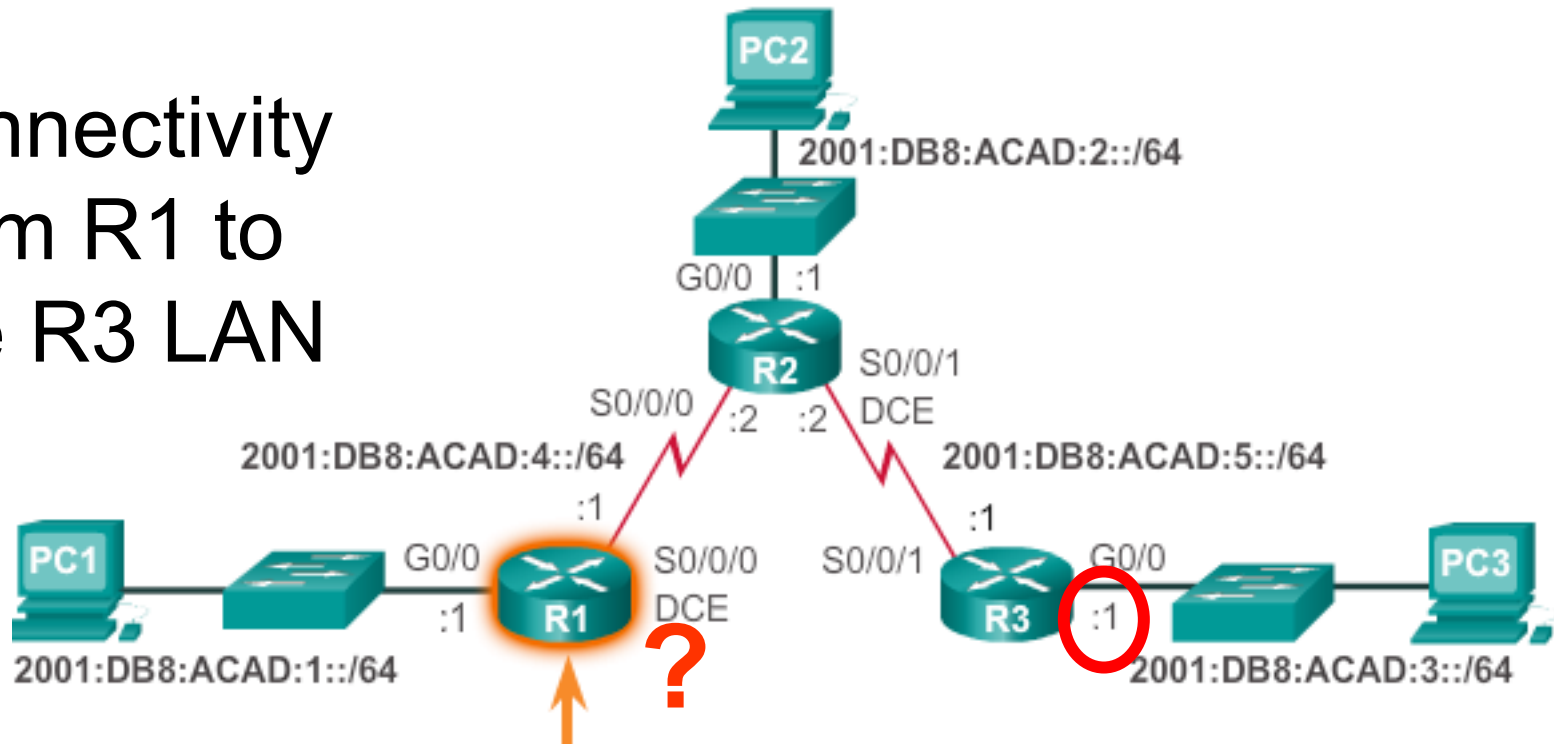 nnectivity
m R1 to
e R3 LAN
PC2
2001:DB8:ACAD:2::/64
G0/0 :1
R2
S0/0/1
DCE
S0/0/0
:2 :2
2001:DB8:ACAD:4::/64
2001:DB8:ACAD:5::/64
:1
:1
PC1
G0/0
:1
R1
S0/0/0
DCE
?
S0/0/1
R3
G0/0
:1
PC3
2001:DB8:ACAD:1::/64
2001:DB8:ACAD:3::/64